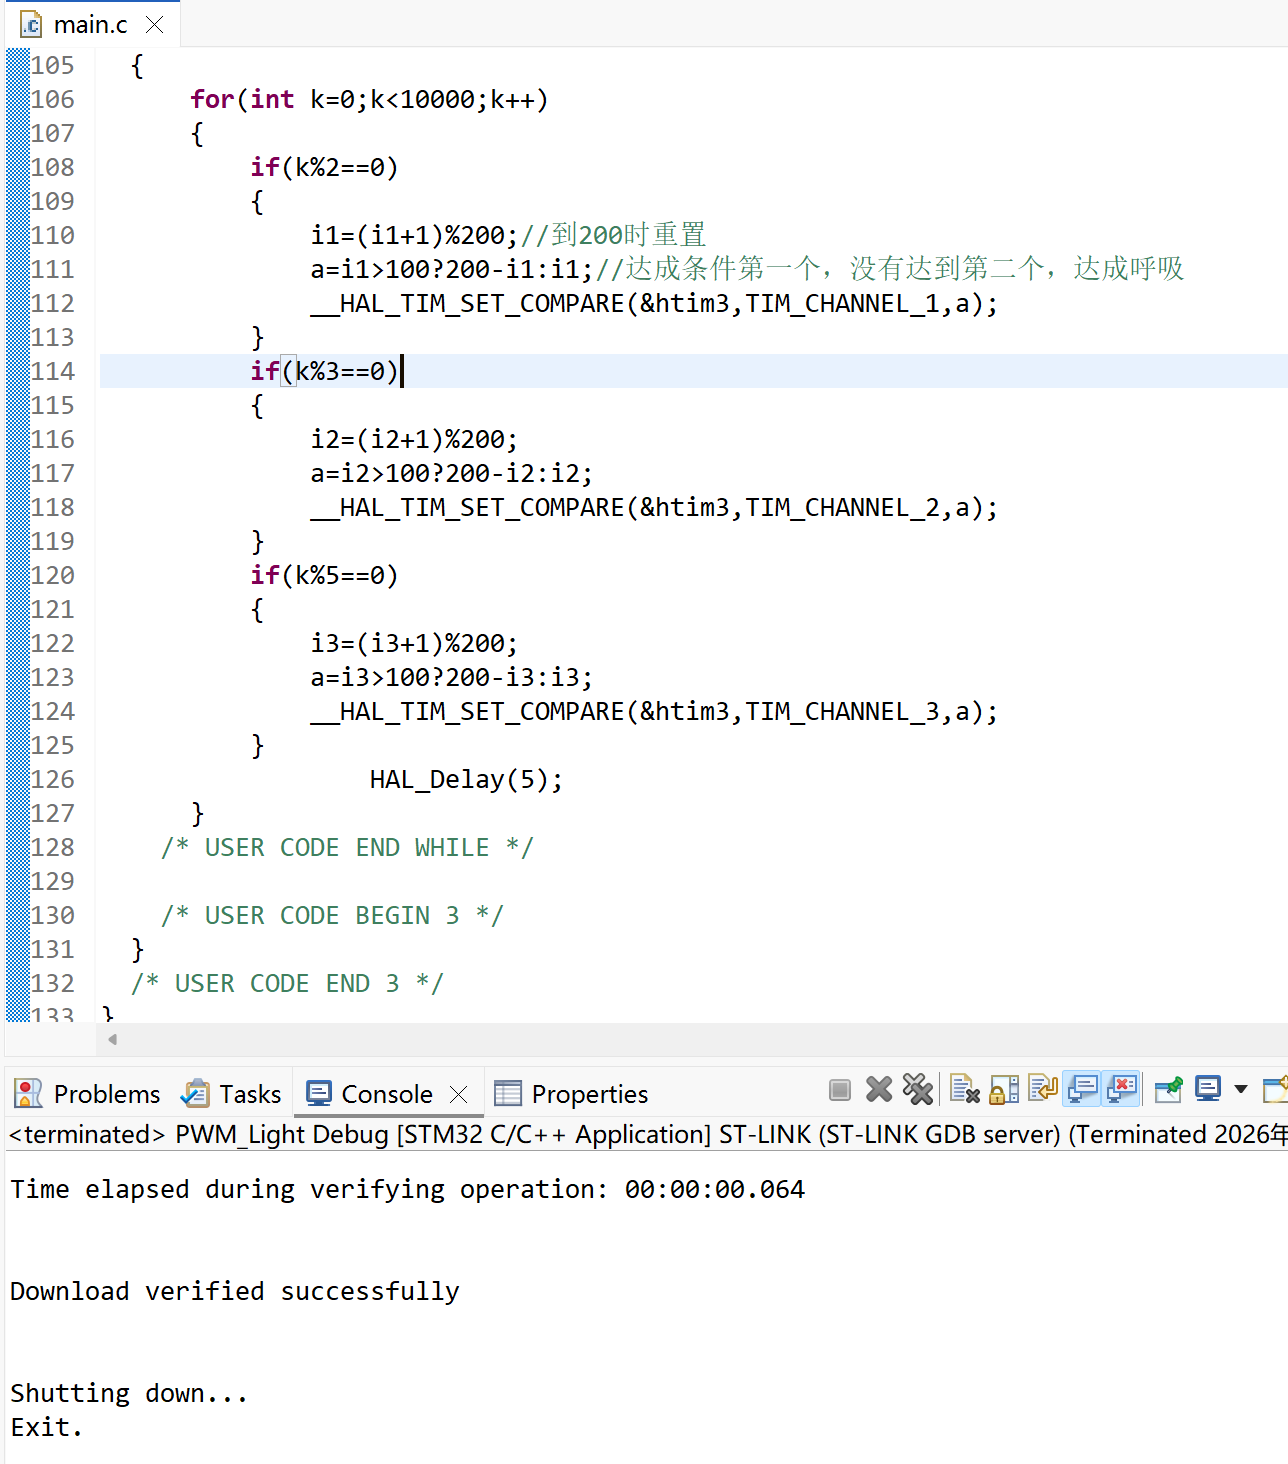 main.c
105 {
106 for(int k=0;k<10000;k++)
107 {
108 if(k%2==0)
109 {
110 i1=(i1+1)%200;//到200时重置
111 a=i1>100?200-i1:i1;//达成条件第一个，没有达到第二个，达成呼吸
112 __HAL_TIM_SET_COMPARE(&htim3,TIM_CHANNEL_1,a);
113 }
114 if(k%3==0)
115 {
116 i2=(i2+1)%200;
117 a=i2>100?200-i2:i2;
118 __HAL_TIM_SET_COMPARE(&htim3,TIM_CHANNEL_2,a);
119 }
120 if(k%5==0)
121 {
122 i3=(i3+1)%200;
123 a=i3>100?200-i3:i3;
124 __HAL_TIM_SET_COMPARE(&htim3,TIM_CHANNEL_3,a);
125 }
126 HAL_Delay(5);
127 }
128 /* USER CODE END WHILE */
129
130 /* USER CODE BEGIN 3 */
131 }
132 /* USER CODE END 3 */
133 }
Problems Tasks Console Properties
<terminated> PWM_Light Debug [STM32 C/C++ Application] ST-LINK (ST-LINK GDB server) (Terminated 2026年
Time elapsed during verifying operation: 00:00:00.064
Download verified successfully
Shutting down...
Exit.